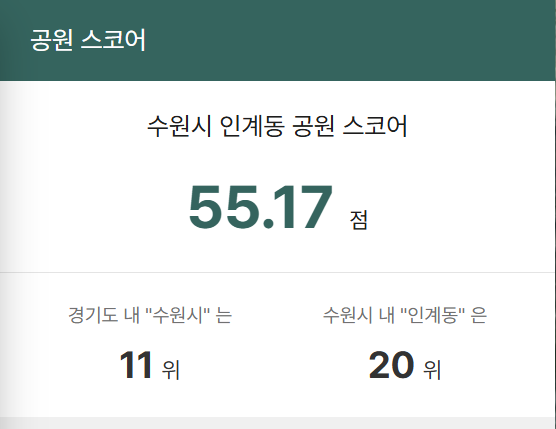 공원 스코어
수원시 인계동 공원 스코어
55.17 점
경기도 내 "수원시" 는
11 위
수원시 내 "인계동" 은
20 위